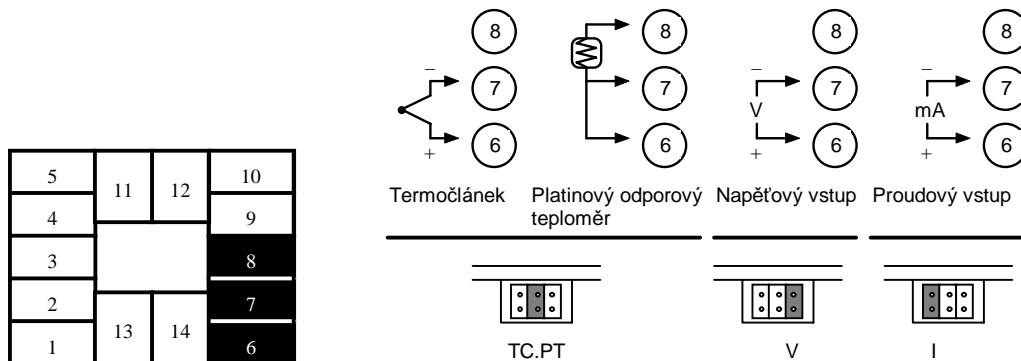 8 8 8 8
− − −
7 7 7 7
V mA
6 6 6 6
+ + +
Termočlánek Platinový odporový teploměr Napěťový vstup Proudový vstup
5 11 12 10
4 9
3 8
2 7
1 13 14 6
TC.PT V I